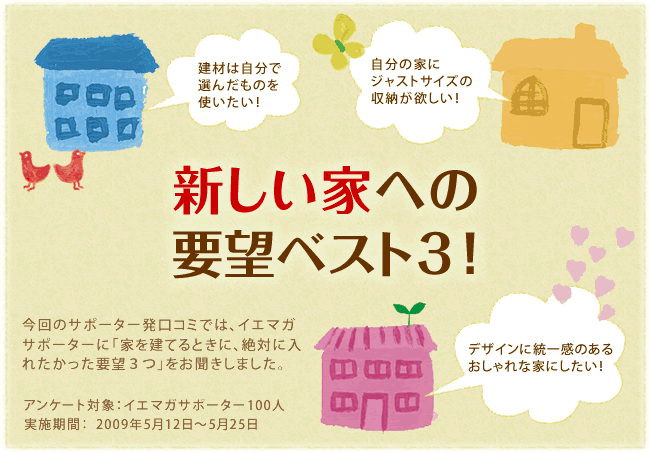 建材は自分で
選んだものを
使いたい！
自分の家に
ジャストサイズの
収納が欲しい！
新しい家への
要望ベスト３！
今回のサポーター発口コミでは、イエマガ
サポーターに「家を建てるときに、絶対に入
れたかった要望３つ」をお聞きしました。
アンケート対象：イエマガサポーター100人
実施期間： 2009年5月12日～5月25日
デザインに統一感のある
おしゃれな家にしたい！